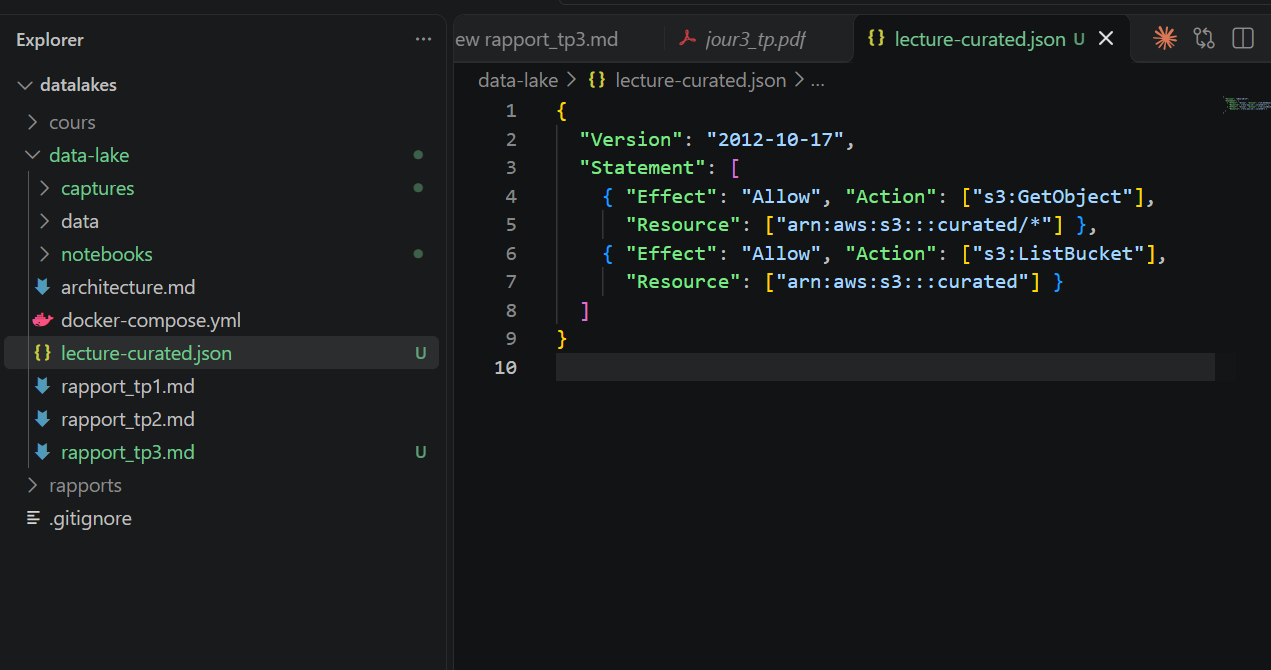 Explorer
...
datalakes
cours
data-lake
captures
data
notebooks
architecture.md
docker-compose.yml
{} lecture-curated.json U
rapport_tp1.md
rapport_tp2.md
rapport_tp3.md U
rapports
.gitignore
ew rapport_tp3.md
jour3_tp.pdf
{} lecture-curated.json U
data-lake > {} lecture-curated.json > ...
1 {
2 "Version": "2012-10-17",
3 "Statement": [
4 { "Effect": "Allow", "Action": ["s3:GetObject"],
5 "Resource": ["arn:aws:s3:::curated/*"] },
6 { "Effect": "Allow", "Action": ["s3:ListBucket"],
7 "Resource": ["arn:aws:s3:::curated"] }
8 ]
9 }
10